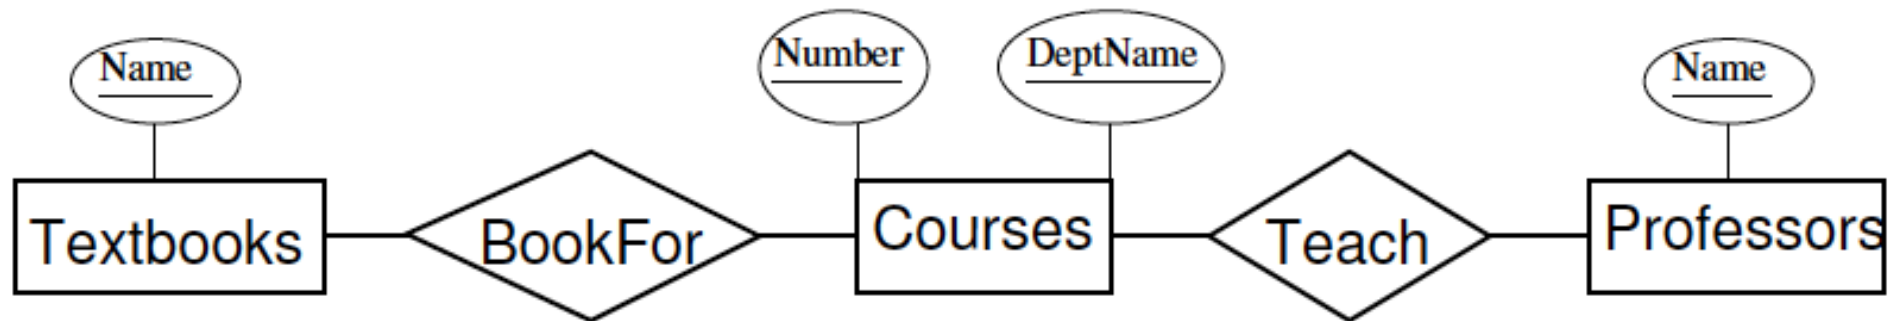 Name
Number
DeptName
Name
Textbooks
BookFor
Courses
Teach
Professors